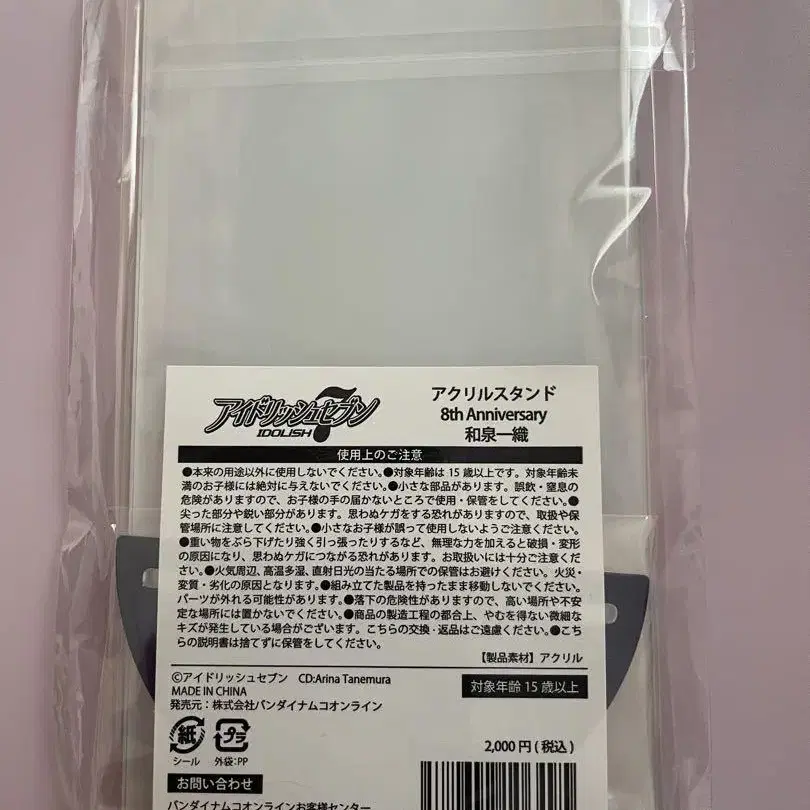 アイドリッシュセブン
IDOLiSH 7
アクリルスタンド
8th Anniversary
和泉一織
使用上のご注意
●本来の用途以外に使用しないでください。●対象年齢は 15 歳以上です。対象年齢未
満のお子様には絶対に与えないでください。●小さな部品があります。誤飲・窒息の
危険がありますので、お子様の手の届かないところで使用・保管をしてください。●
尖った部分や鋭い部分があります。思わぬケガをする恐れがありますので、取扱や保
管場所に注意してください。●小さなお子様が誤って使用しないようご注意ください。
●重い物をぶら下げたり強く引っ張ったりするなど、無理な力を加えると破損・変形
の原因になり、思わぬケガにつながる恐れがあります。お取扱いには十分ご注意くださ
い。●火気周辺、高温多湿、直射日光の当たる場所での保管はお避けください。火災・
変質・劣化の原因となります。●組み立てた製品を持ったまま移動しないでください。
パーツが外れる可能性があります。●落下の危険性がありますので、高い場所や不安
定な場所には置かないでください。●商品の製造工程の都合上、やむを得ない微細な
キズが発生している場合がございます。こちらの交換・返品はご遠慮ください。●こち
らの説明書は捨てずに保管をしてください。
【製品素材】アクリル
©アイドリッシュセブン CD:Arina Tanemura
MADE IN CHINA
発売元：株式会社バンダイナムコオンライン
対象年齢 15 歳以上
紙
プラ
シール
外袋:PP
2,000 円 ( 税込 )
お問い合わせ
バンダイナムコオンラインお客様センター